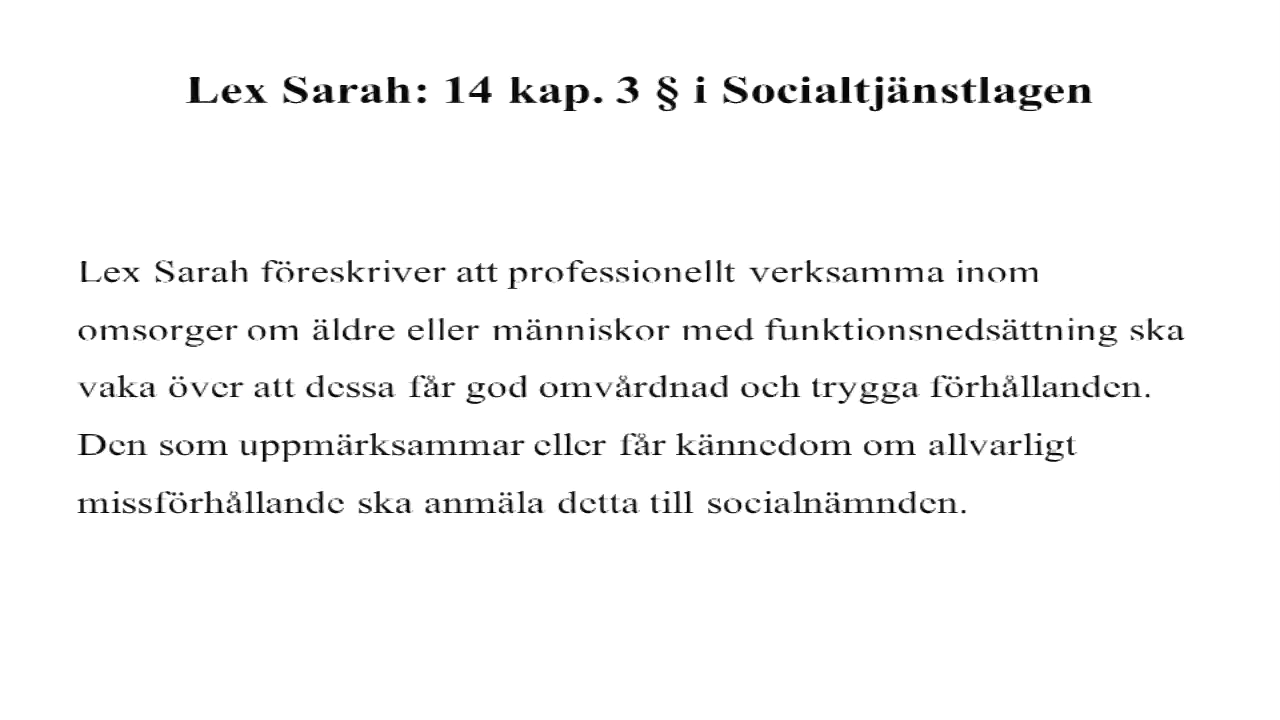 Lex Sarah: 14 kap. 3 § i Socialtjänstlagen
Lex Sarah föreskriver att professionellt verksamma inom
omsorger om äldre eller människor med funktionsnedsättning ska
vaka över att dessa får god omvårdnad och trygga förhållanden.
Den som uppmärksammar eller får kännedom om allvarligt
missförhållande ska anmäla detta till socialnämnden.